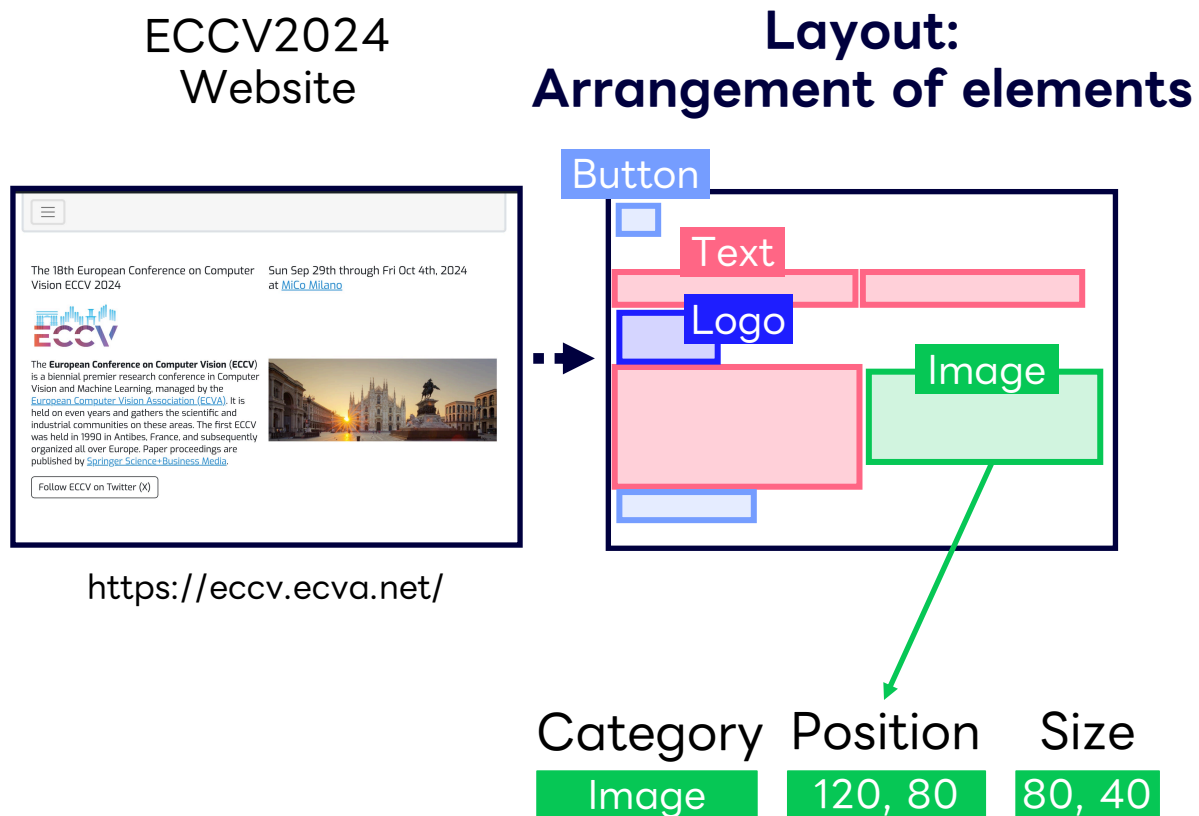 ECCV2024
Website
Layout:
Arrangement of elements
The 18th European Conference on Computer
Vision ECCV 2024
Sun Sep 29th through Fri Oct 4th, 2024
at MiCo Milano
ECCV
The European Conference on Computer Vision (ECCV)
is a biennial premier research conference in Computer
Vision and Machine Learning, managed by the
European Computer Vision Association (ECVA). It is
held on even years and gathers the scientific and
industrial communities on these areas. The first ECCV
was held in 1990 in Antibes, France, and subsequently
organized all over Europe. Paper proceedings are
published by Springer Science+Business Media.
Follow ECCV on Twitter (X)
https://eccv.ecva.net/
Button
Text
Logo
Image
Category Position Size
Image 120, 80 80, 40